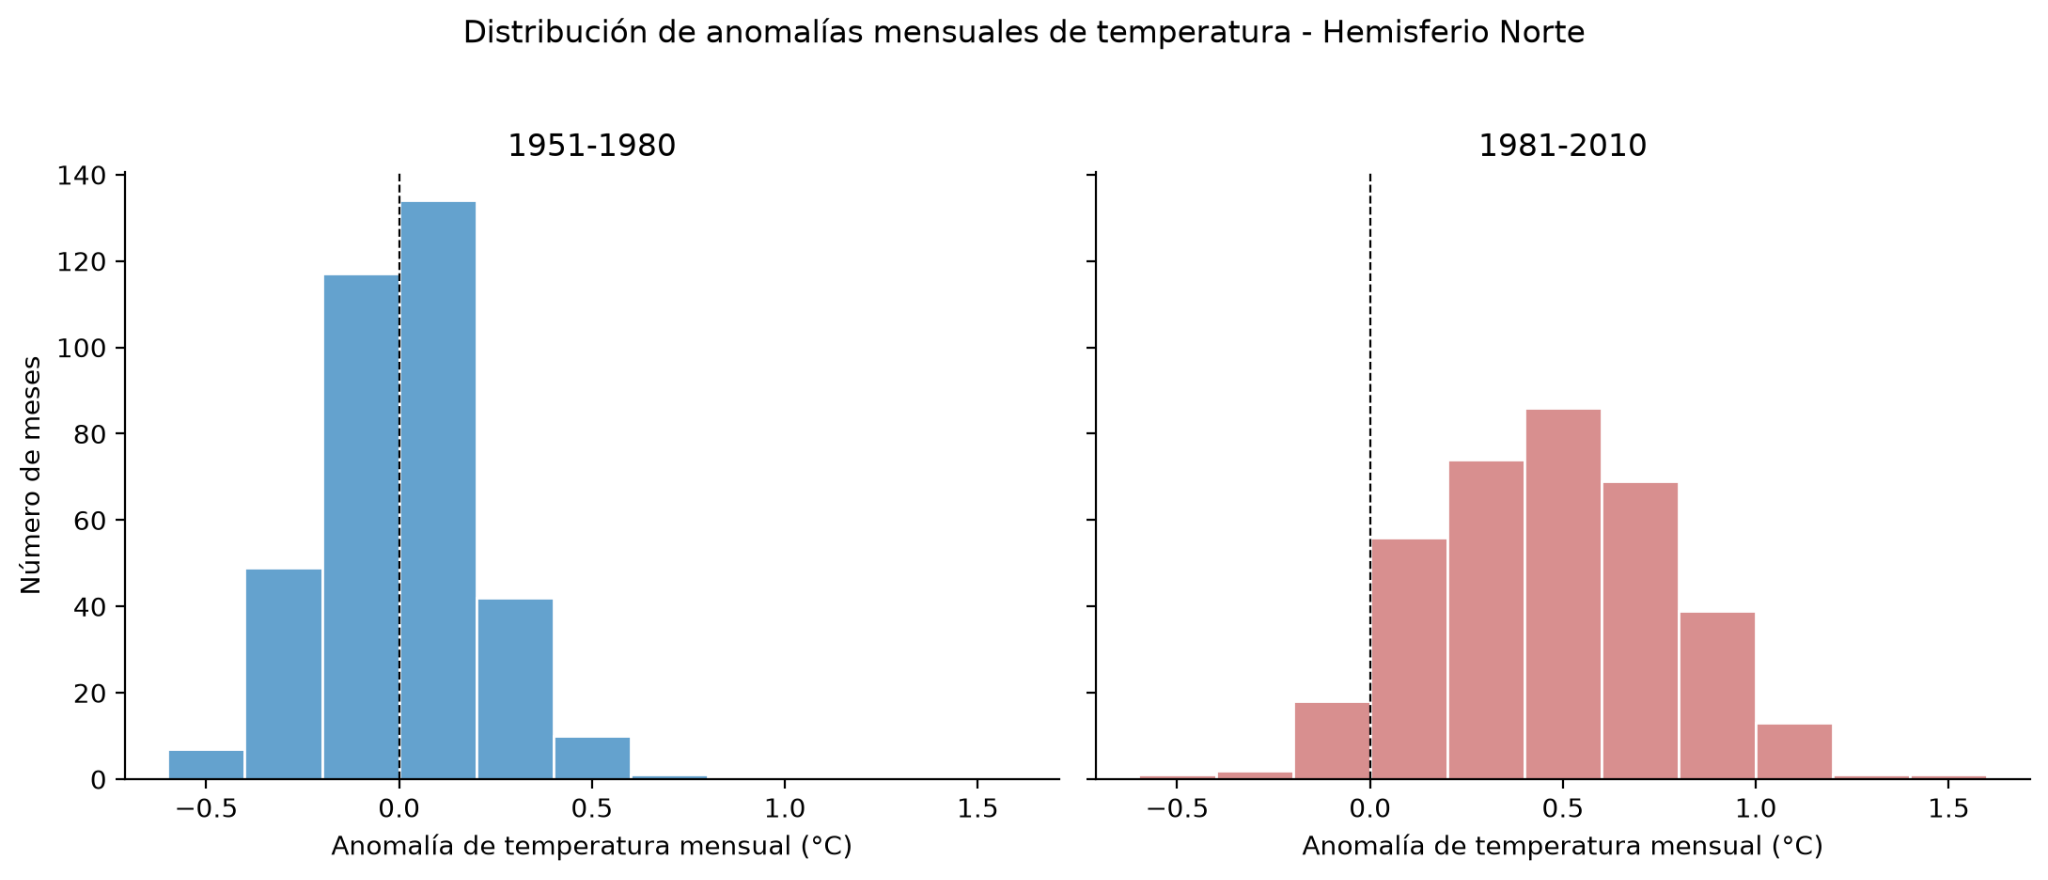 Distribución de anomalías mensuales de temperatura - Hemisferio Norte
1951-1980
140
120
100
80
60
40
20
0
Número de meses
−0.5 0.0 0.5 1.0 1.5
Anomalía de temperatura mensual (°C)
1981-2010
−0.5 0.0 0.5 1.0 1.5
Anomalía de temperatura mensual (°C)